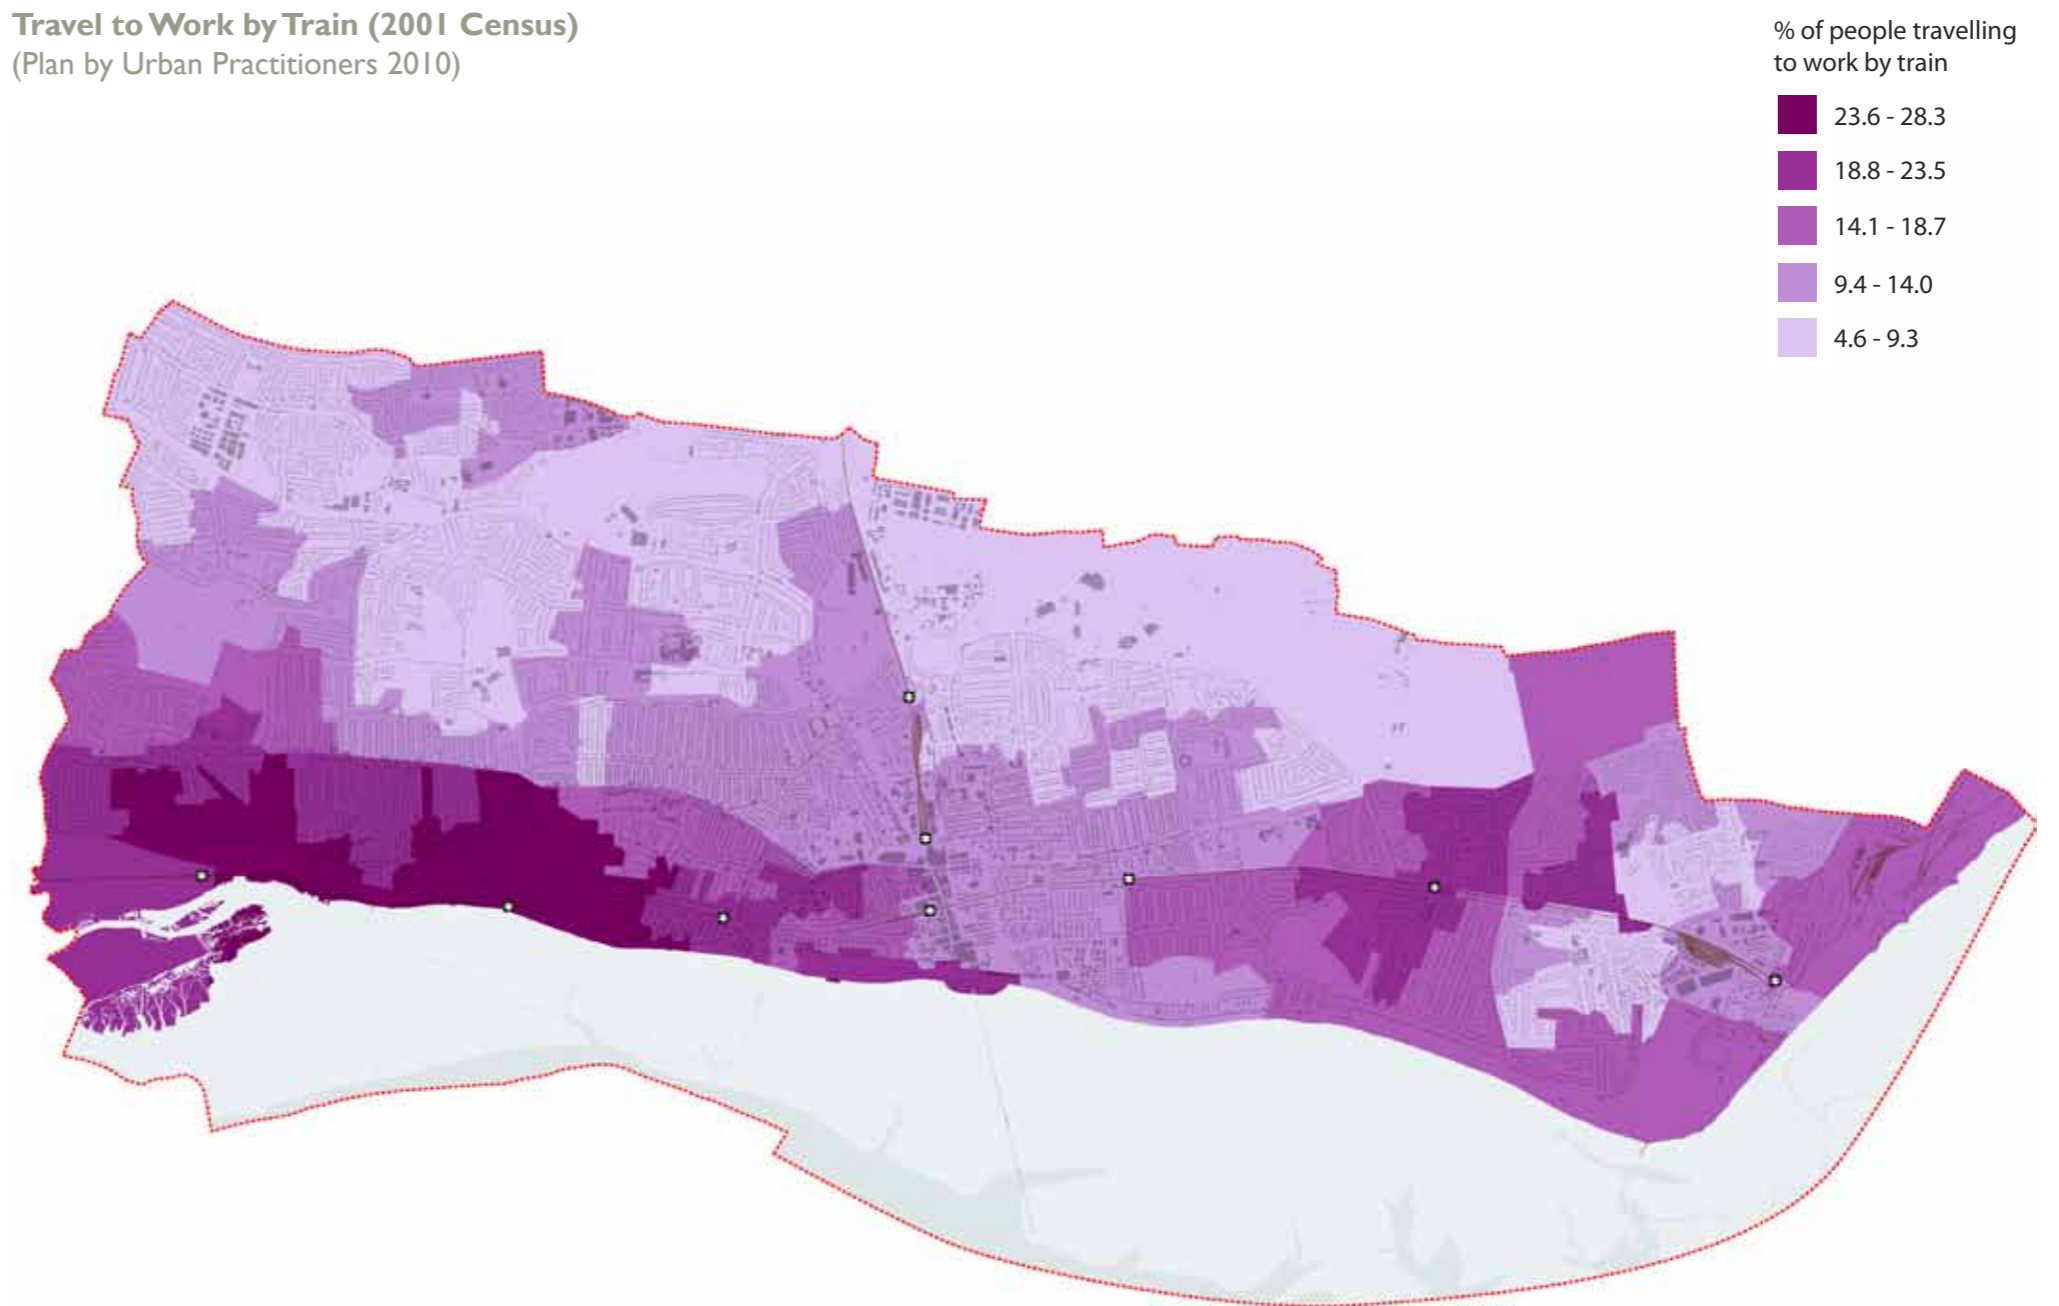 Travel to Work by Train (2001 Census)
(Plan by Urban Practitioners 2010)
% of people travelling
to work by train
23.6 - 28.3
18.8 - 23.5
14.1 - 18.7
9.4 - 14.0
4.6 - 9.3